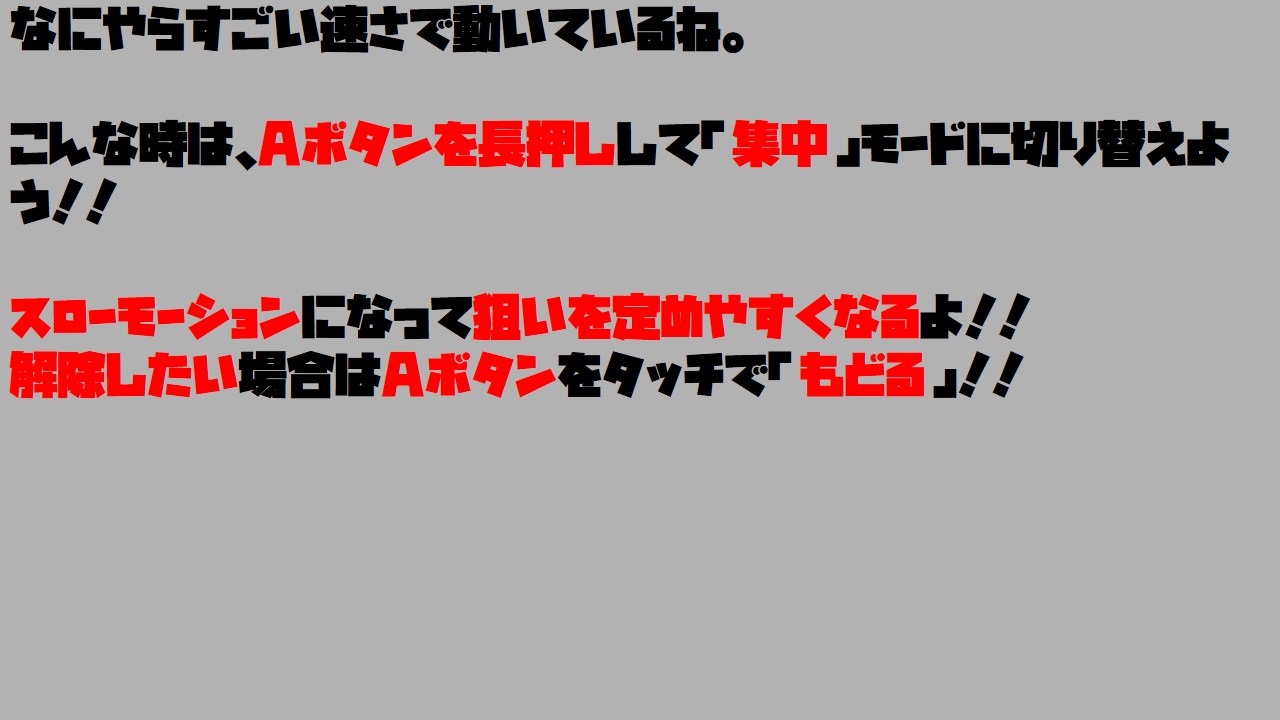 なにやらすごい速さで動いているね。
こんな時は、Aボタンを長押しして「集中」モードに切り替えよ
う!!
スローモーションになって狙いを定めやすくなるよ!!
解除したい場合はAボタンをタッチで「もどる」!!